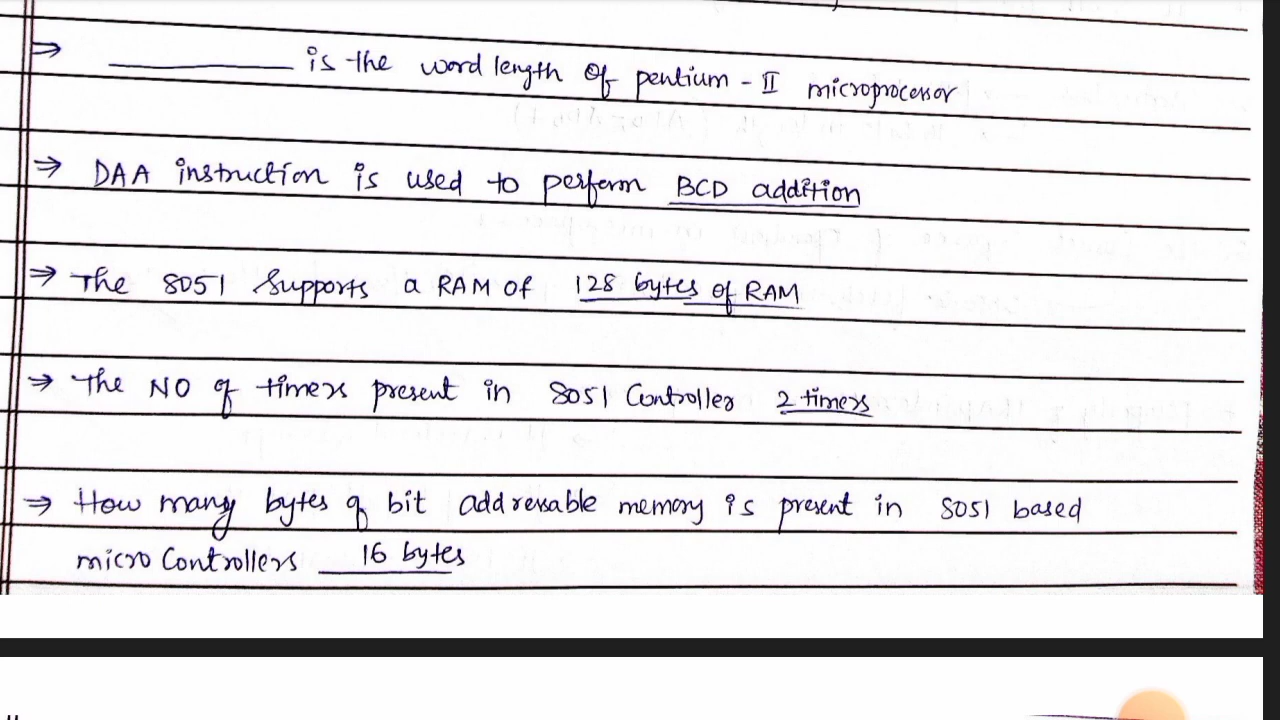 ⇒ ________ is the word length of pentium - II microprocessor
⇒ DAA instruction is used to perform BCD addition
⇒ The 8051 Supports a RAM of 128 bytes of RAM
→ The NO of timers present in 8051 Controller 2 timers
→ How many bytes of bit addressable memory is present in 8051 based
micro Controllers 16 bytes